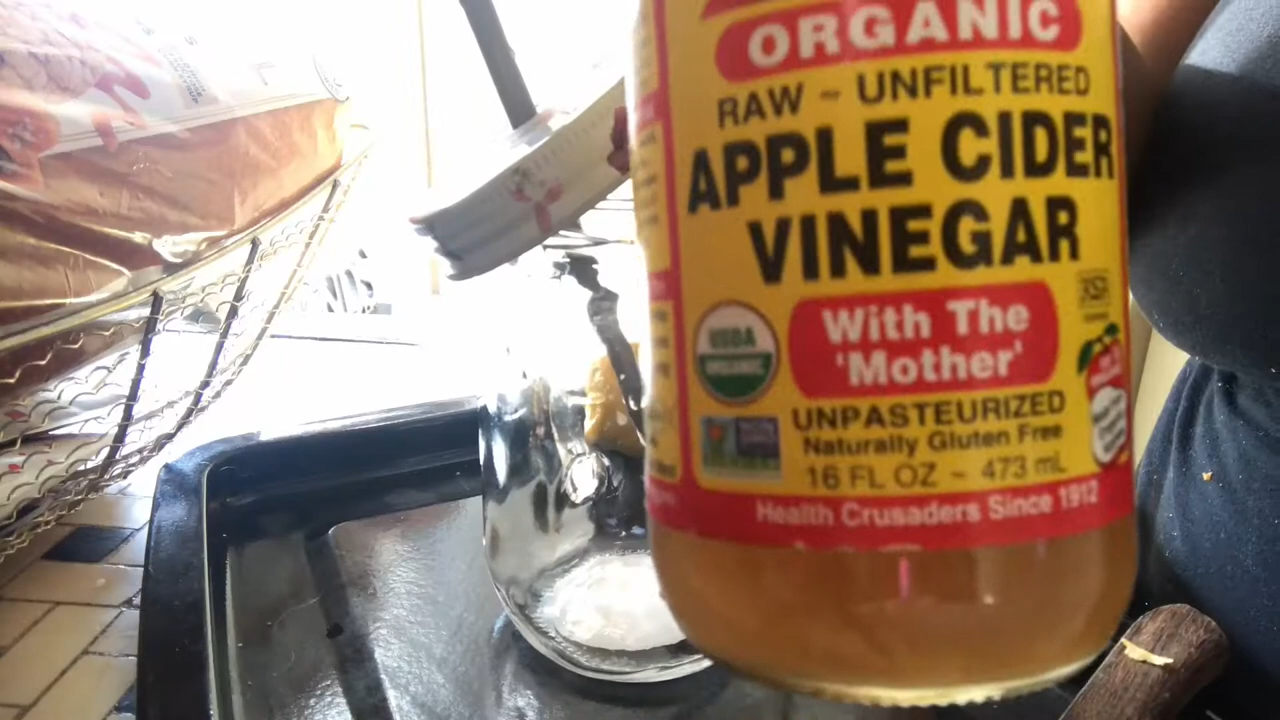 ORGANIC
RAW ~ UNFILTERED
APPLE CIDER
VINEGAR
With The
'Mother'
USDA
ORGANIC
UNPASTEURIZED
Naturally Gluten Free
16 FL OZ ~ 473 mL
Health Crusaders Since 1912